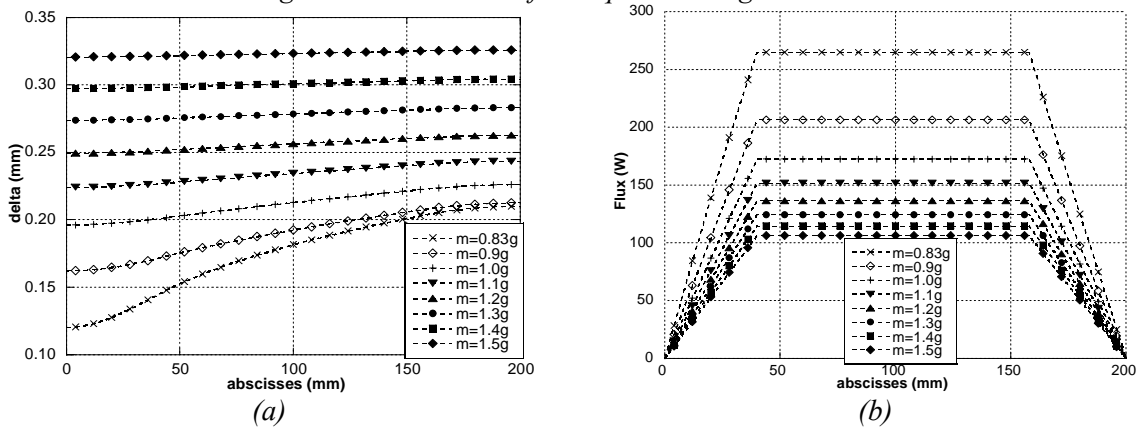 0.35
0.30
0.25
0.20
0.15
0.10
delta (mm)
0
50
100
150
200
abscisses (mm)
m=0.83g
m=0.9g
m=1.0g
m=1.1g
m=1.2g
m=1.3g
m=1.4g
m=1.5g
(a)
300
250
200
150
100
50
0
Flux (W)
0
50
100
150
200
abscisses (mm)
m=0.83g
m=0.9g
m=1.0g
m=1.1g
m=1.2g
m=1.3g
m=1.4g
m=1.5g
(b)